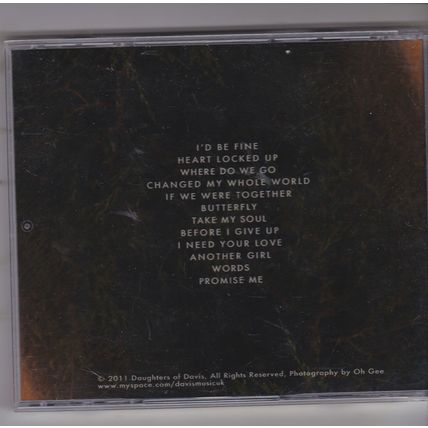 I'D BE FINE
HEART LOCKED UP
WHERE DO WE GO
CHANGED MY WHOLE WORLD
IF WE WERE TOGETHER
BUTTERFLY
TAKE MY SOUL
BEFORE I GIVE UP
I NEED YOUR LOVE
ANOTHER GIRL
WORDS
PROMISE ME
© 2011 Daughters of Davis, All Rights Reserved, Photography by Oh Gee
www.myspace.com/davismusicuk